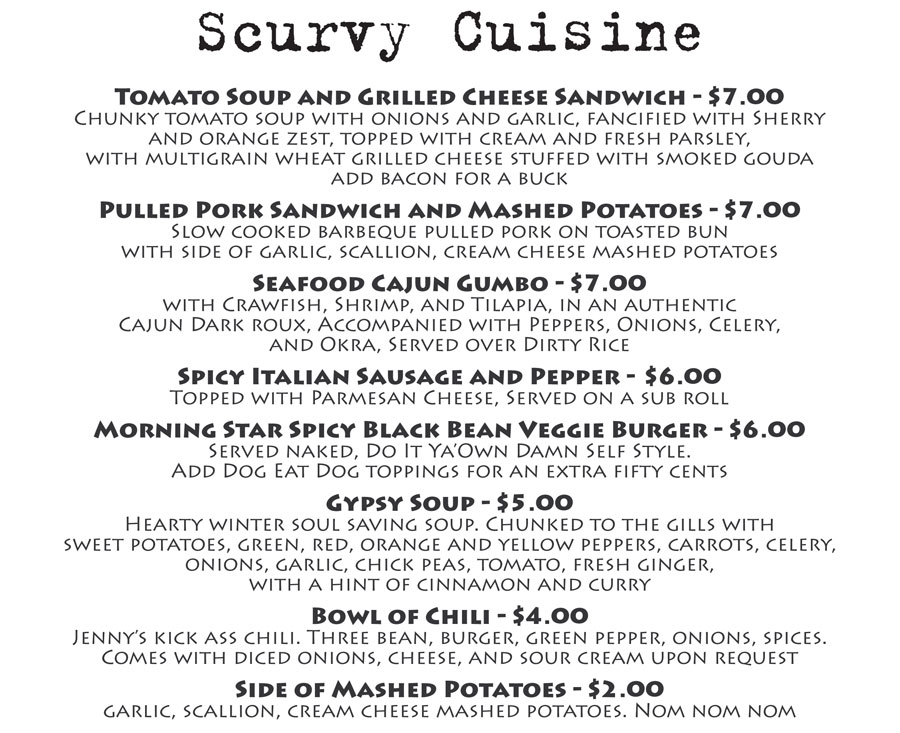 Scurvy Cuisine
Tomato Soup and Grilled Cheese Sandwich - $7.00
Chunky tomato soup with onions and garlic, fancified with Sherry
and orange zest, topped with cream and fresh parsley,
with multigrain wheat grilled cheese stuffed with smoked gouda
add bacon for a buck
Pulled Pork Sandwich and Mashed Potatoes - $7.00
Slow cooked barbeque pulled pork on toasted bun
with side of garlic, scallion, cream cheese mashed potatoes
Seafood Cajun Gumbo - $7.00
with Crawfish, Shrimp, and Tilapia, in an authentic
Cajun Dark roux, Accompanied with Peppers, Onions, Celery,
and Okra, Served over Dirty Rice
Spicy Italian Sausage and Pepper - $6.00
Topped with Parmesan Cheese, Served on a sub roll
Morning Star Spicy Black Bean Veggie Burger - $6.00
Served naked, Do It Ya'Own Damn Self Style.
Add Dog Eat Dog toppings for an extra fifty cents
Gypsy Soup - $5.00
Hearty winter soul saving soup. Chunked to the gills with
sweet potatoes, green, red, orange and yellow peppers, carrots, celery,
onions, garlic, chick peas, tomato, fresh ginger,
with a hint of cinnamon and curry
Bowl of Chili - $4.00
Jenny's kick ass chili. Three bean, burger, green pepper, onions, spices.
Comes with diced onions, cheese, and sour cream upon request
Side of Mashed Potatoes - $2.00
garlic, scallion, cream cheese mashed potatoes. Nom nom nom